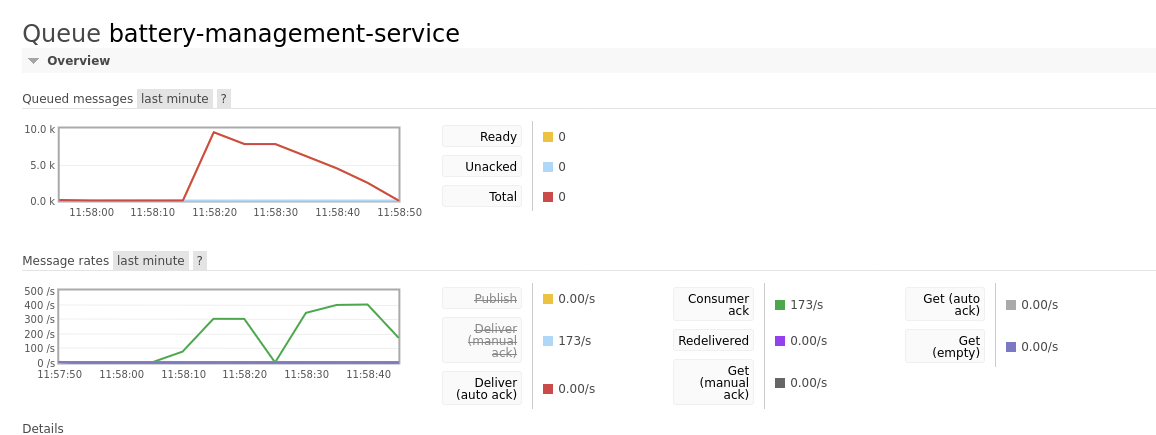 Queue battery-management-service
Overview
Queued messages last minute ?
10.0 k
5.0 k
0.0 k
11:58:00 11:58:10 11:58:20 11:58:30 11:58:40 11:58:50
Ready 0
Unacked 0
Total 0
Message rates last minute ?
500 /s
400 /s
300 /s
200 /s
100 /s
0 /s
11:57:50 11:58:00 11:58:10 11:58:20 11:58:30 11:58:40
Publish 0.00/s
Deliver
(manual
ack)
173/s
Deliver
(auto ack)
0.00/s
Consumer
ack
173/s
Redelivered 0.00/s
Get
(manual
ack)
0.00/s
Get (auto
ack)
0.00/s
Get
(empty)
0.00/s
Details